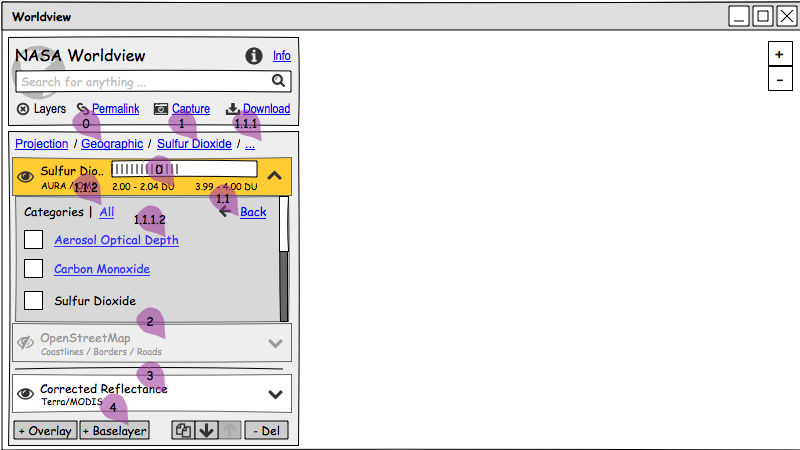 Worldview
NASA Worldview
Info
Search for anything ...
Layers Permalink Capture Download
0 1 1.1.1
Projection / Geographic / Sulfur Dioxide / ...
Sulfur Dio.. 0
AURA / 1.1.2 2.00 - 2.04 DU 3.99 - 4.00 DU
1.1
Categories | All Back
1.1.1.2
Aerosol Optical Depth
Carbon Monoxide
Sulfur Dioxide
2
OpenStreetMap
Coastlines / Borders / Roads
3
Corrected Reflectance
Terra/MODIS
4
+ Overlay + Baselayer - Del
+
-